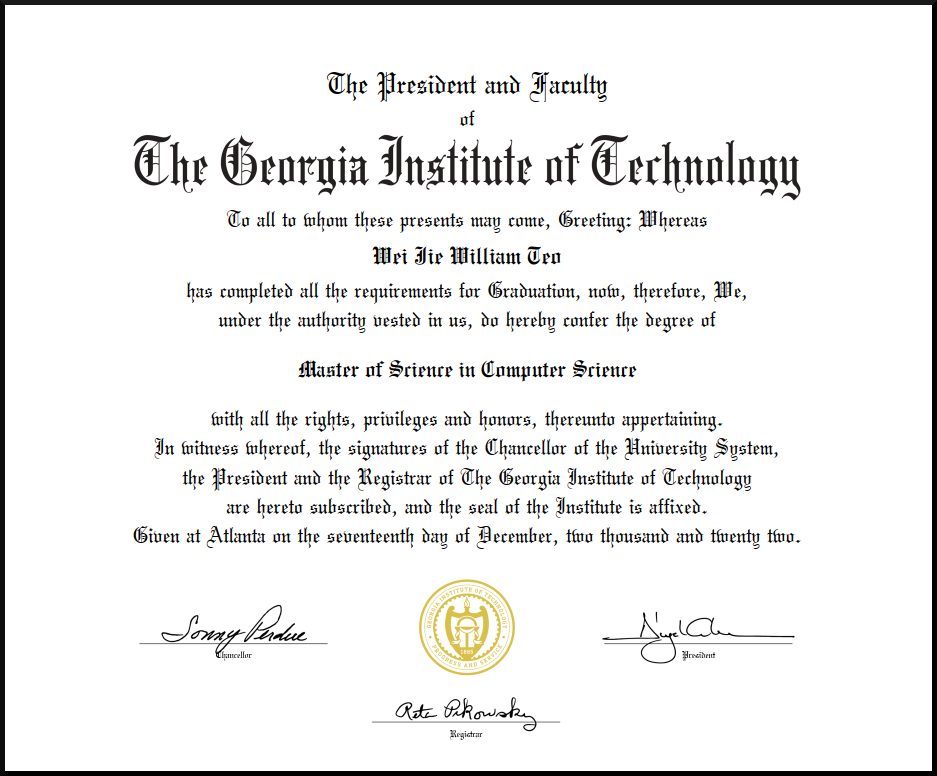 The President and Faculty
of
The Georgia Institute of Technology
To all to whom these presents may come, Greeting: Whereas
Wei Jie William Teo
has completed all the requirements for Graduation, now, therefore, We,
under the authority vested in us, do hereby confer the degree of
Master of Science in Computer Science
with all the rights, privileges and honors, thereunto appertaining.
In witness whereof, the signatures of the Chancellor of the University System,
the President and the Registrar of The Georgia Institute of Technology
are hereto subscribed, and the seal of the Institute is affixed.
Given at Atlanta on the seventeenth day of December, two thousand and twenty two.
GEORGIA INSTITUTE OF TECHNOLOGY
1885
PROGRESS AND SERVICE
Sonny Perdue
Chancellor
President
Reta Pikowsky
Registrar